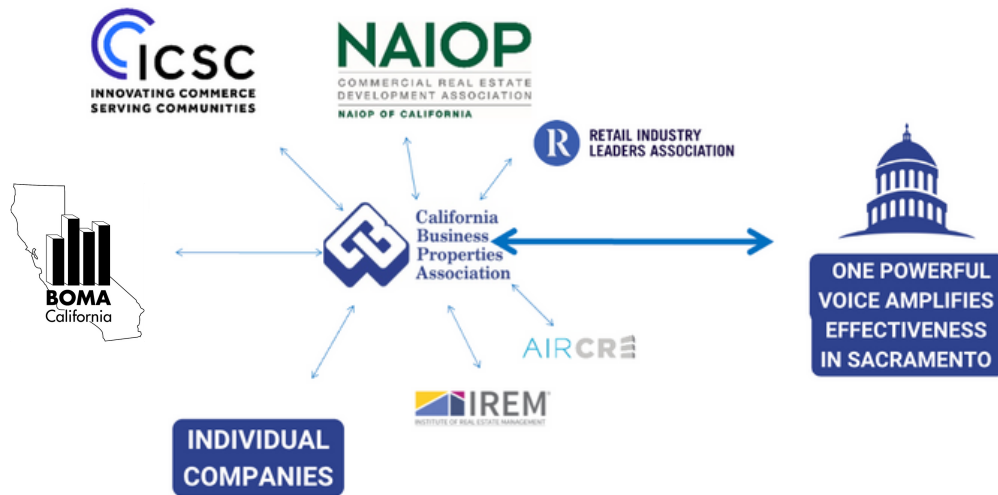 ICSC
INNOVATING COMMERCE
SERVING COMMUNITIES
NAIOP
COMMERCIAL REAL ESTATE
DEVELOPMENT ASSOCIATION
NAIOP OF CALIFORNIA
R
RETAIL INDUSTRY
LEADERS ASSOCIATION
BOMA
California
California
Business
Properties
Association
ONE POWERFUL
VOICE AMPLIFIES
EFFECTIVENESS
IN SACRAMENTO
AIRCRE
IREM®
INSTITUTE OF REAL ESTATE MANAGEMENT
INDIVIDUAL
COMPANIES